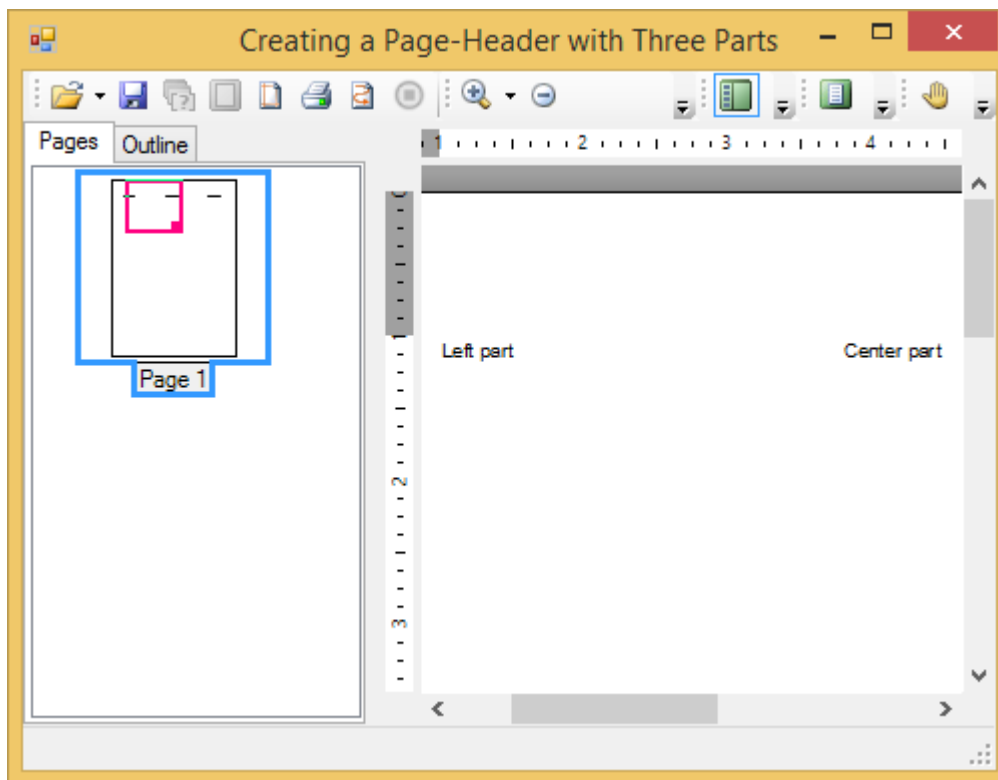 Creating a Page-Header with Three Parts
Pages Outline
1 2 3 4
Page 1
Left part Center part
1
2
3